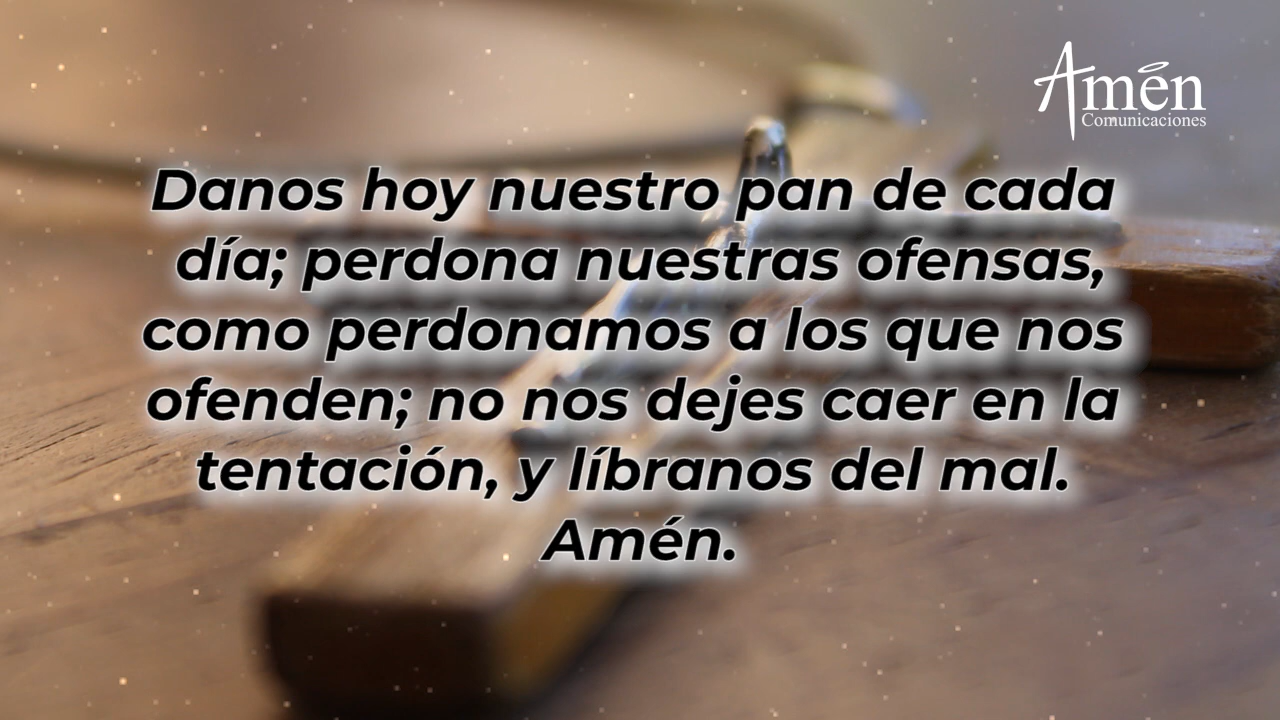 Amén
Comunicaciones
Danos hoy nuestro pan de cada
día; perdona nuestras ofensas,
como perdonamos a los que nos
ofenden; no nos dejes caer en la
tentación, y líbranos del mal.
Amén.